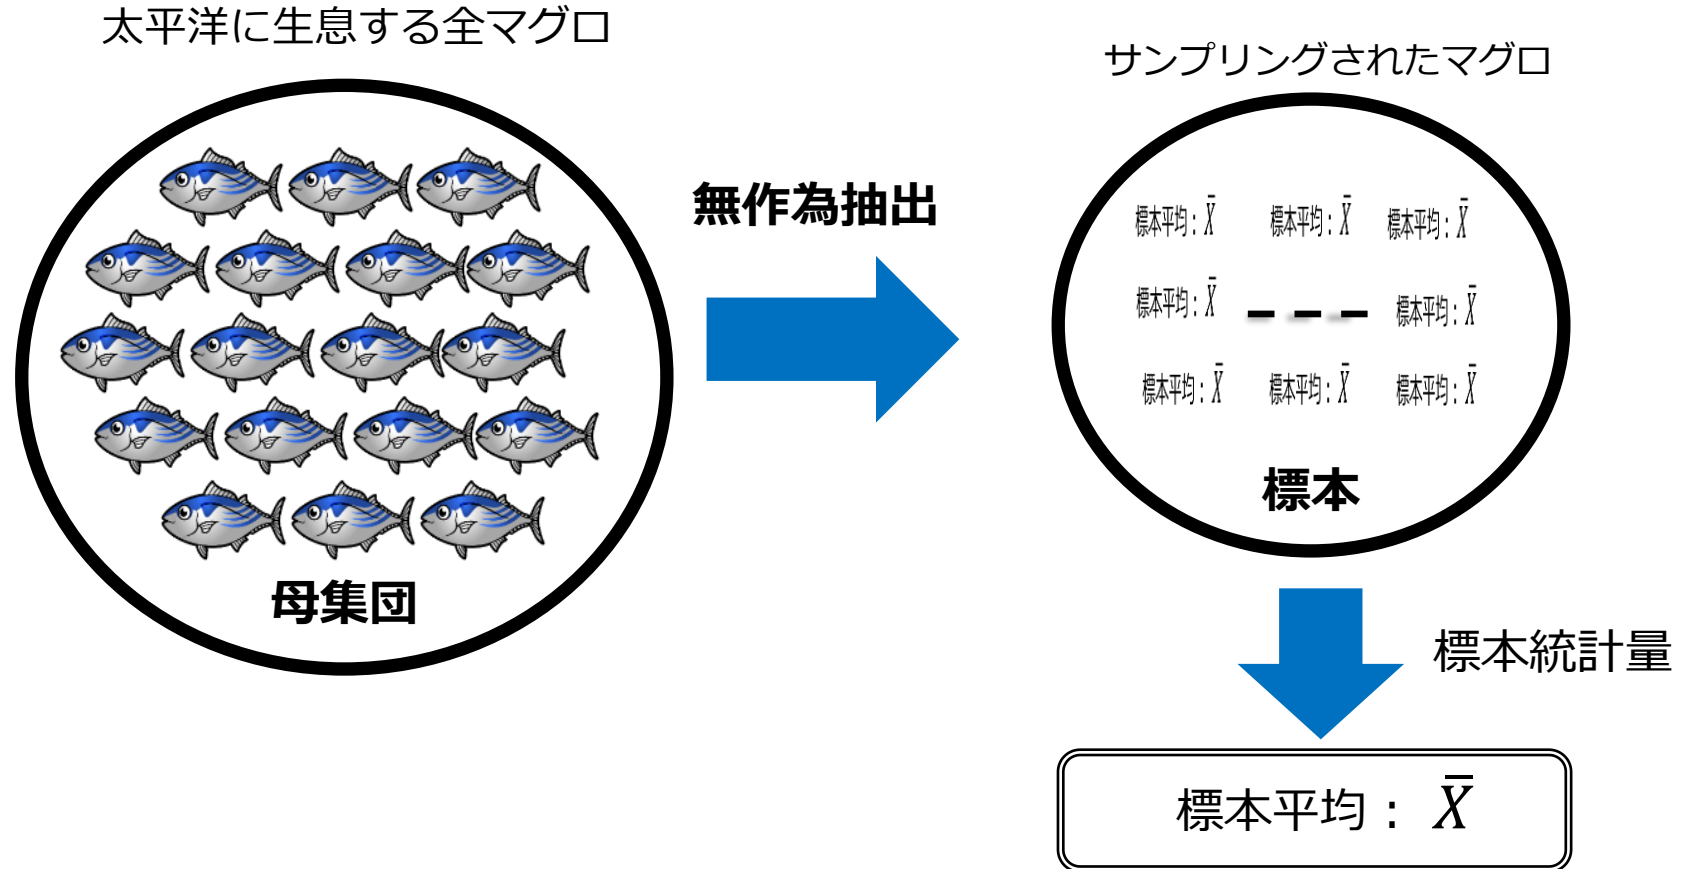 太平洋に生息する全マグロ
サンプリングされたマグロ
無作為抽出
標本平均：X̄ 標本平均：X̄ 標本平均：X̄
標本平均：X̄ 標本平均：X̄
標本平均：X̄ 標本平均：X̄ 標本平均：X̄
標本
母集団
標本統計量
標本平均： X̄